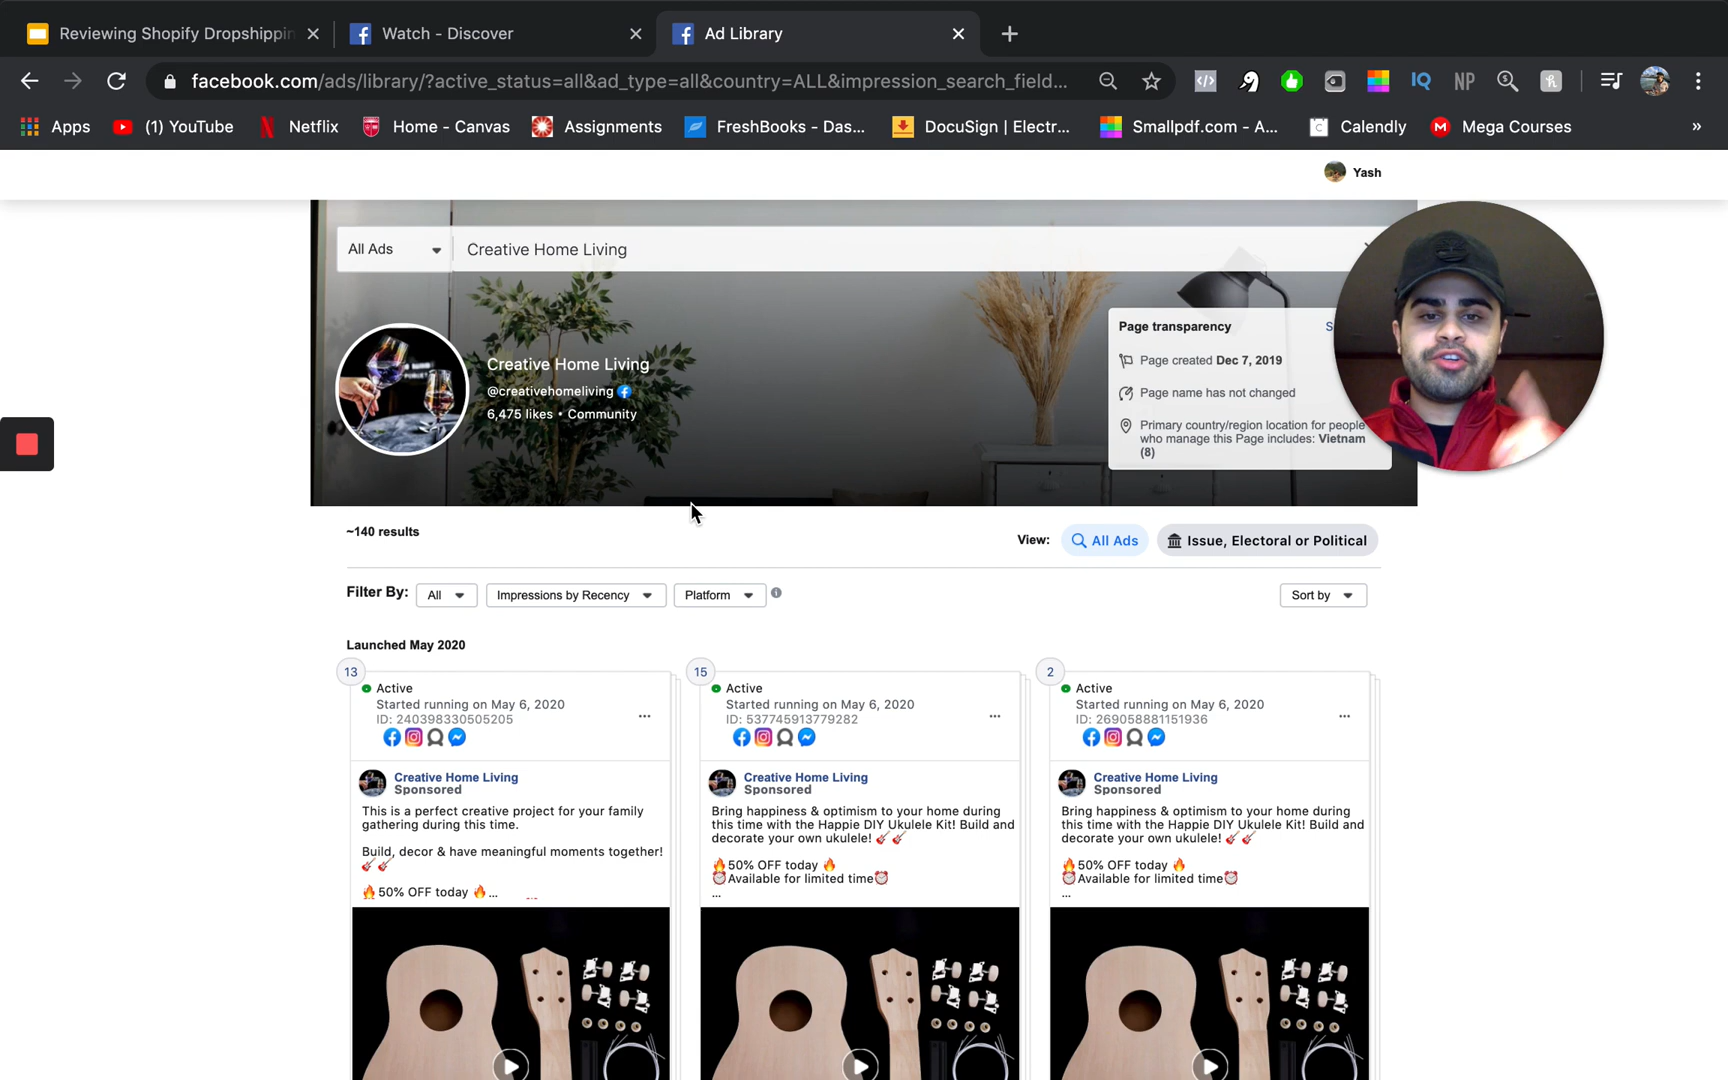 Reviewing Shopify Dropshippin
Watch - Discover
Ad Library
facebook.com/ads/library/?active_status=all&ad_type=all&country=ALL&impression_search_field...
IQ
NP
Apps
(1) YouTube
Netflix
Home - Canvas
Assignments
FreshBooks - Das...
DocuSign | Electr...
Smallpdf.com - A...
Calendly
Mega Courses
»
Yash
All Ads
Creative Home Living
Page transparency
S
Page created Dec 7, 2019
Page name has not changed
Primary country/region location for people
who manage this Page includes: Vietnam
(8)
Creative Home Living
@creativehomeliving
6,475 likes • Community
~140 results
View:
All Ads
Issue, Electoral or Political
Filter By:
All
Impressions by Recency
Platform
Sort by
Launched May 2020
13
Active
Started running on May 6, 2020
ID: 240398330505205
...
Creative Home Living
Sponsored
This is a perfect creative project for your family
gathering during this time.
Build, decor & have meaningful moments together!
🎸🎸
🔥50% OFF today 🔥...
15
Active
Started running on May 6, 2020
ID: 537745913779282
...
Creative Home Living
Sponsored
Bring happiness & optimism to your home during
this time with the Happie DIY Ukulele Kit! Build and
decorate your own ukulele! 🎸🎸
🔥50% OFF today 🔥
⏰Available for limited time⏰
...
2
Active
Started running on May 6, 2020
ID: 269058881151936
...
Creative Home Living
Sponsored
Bring happiness & optimism to your home during
this time with the Happie DIY Ukulele Kit! Build and
decorate your own ukulele! 🎸🎸
🔥50% OFF today 🔥
⏰Available for limited time⏰
...